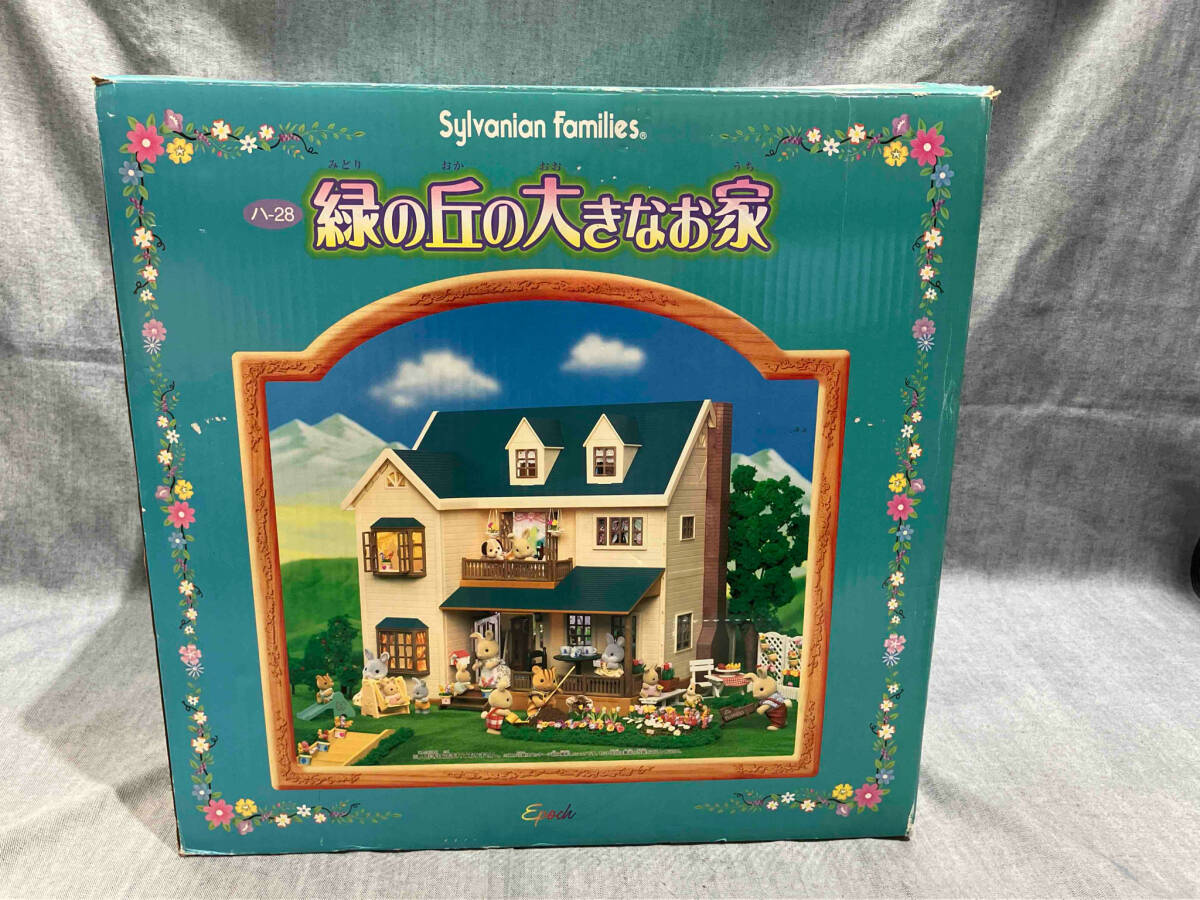 Sylvanian Families®
みどり おか おお うち
ハ-28 緑の丘の大きなお家
Epoch